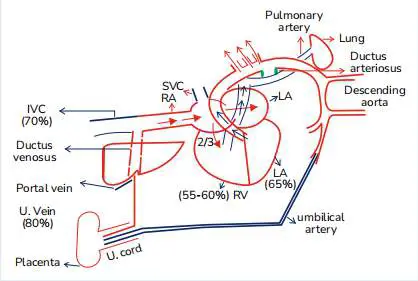 Pulmonary
artery
Lung
Ductus
arteriosus
SVC
RA
LA
Descending
aorta
IVC
(70%)
Ductus
venosus
2/3
Portal vein
LA
(65%)
(55-60%) RV
U. Vein
(80%)
umbilical
artery
U. cord
Placenta